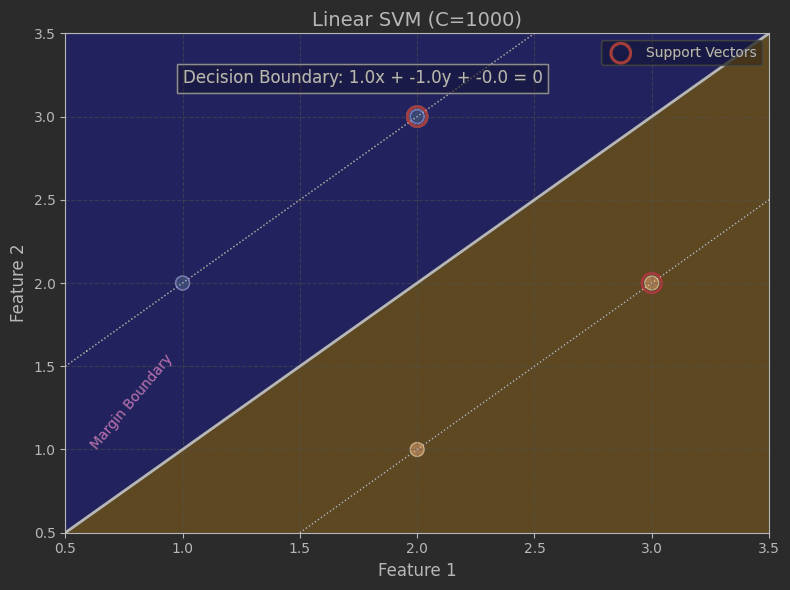 Linear SVM (C=1000)
Support Vectors
Decision Boundary: 1.0x + -1.0y + -0.0 = 0
Margin Boundary
Feature 2
3.5
3.0
2.5
2.0
1.5
1.0
0.5
0.5 1.0 1.5 2.0 2.5 3.0 3.5
Feature 1